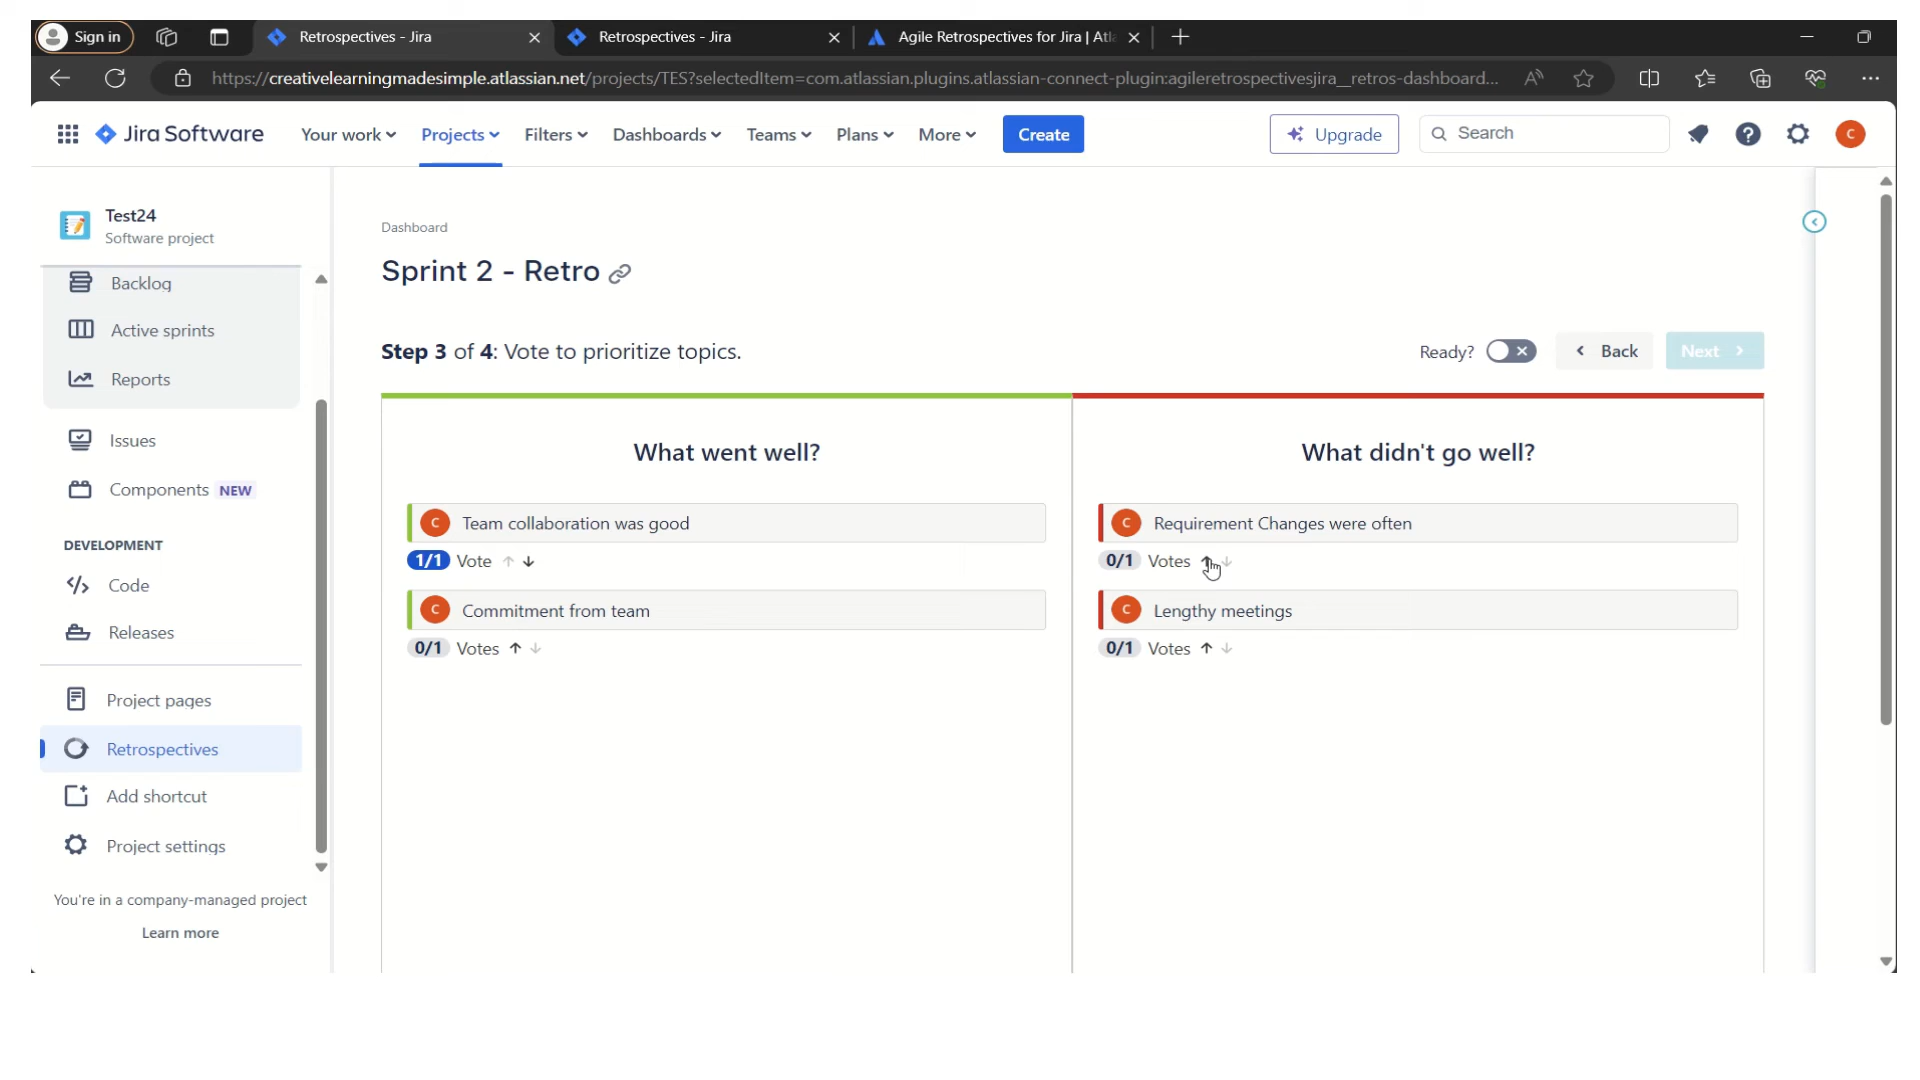 Sign in
Retrospectives - Jira
Retrospectives - Jira
Agile Retrospectives for Jira | Atl
https://creativelearningmadesimple.atlassian.net/projects/TES?selectedItem=com.atlassian.plugins.atlassian-connect-plugin:agileretrospectivesjira__retros-dashboard...
Jira Software
Your work
Projects
Filters
Dashboards
Teams
Plans
More
Create
Upgrade
Search
C
Test24
Software project
Backlog
Active sprints
Reports
Issues
Components NEW
DEVELOPMENT
Code
Releases
Project pages
Retrospectives
Add shortcut
Project settings
You're in a company-managed project
Learn more
Dashboard
Sprint 2 - Retro
Step 3 of 4: Vote to prioritize topics.
Ready?
Back
Next
What went well?
C Team collaboration was good
1/1 Vote
C Commitment from team
0/1 Votes
What didn't go well?
C Requirement Changes were often
0/1 Votes
C Lengthy meetings
0/1 Votes